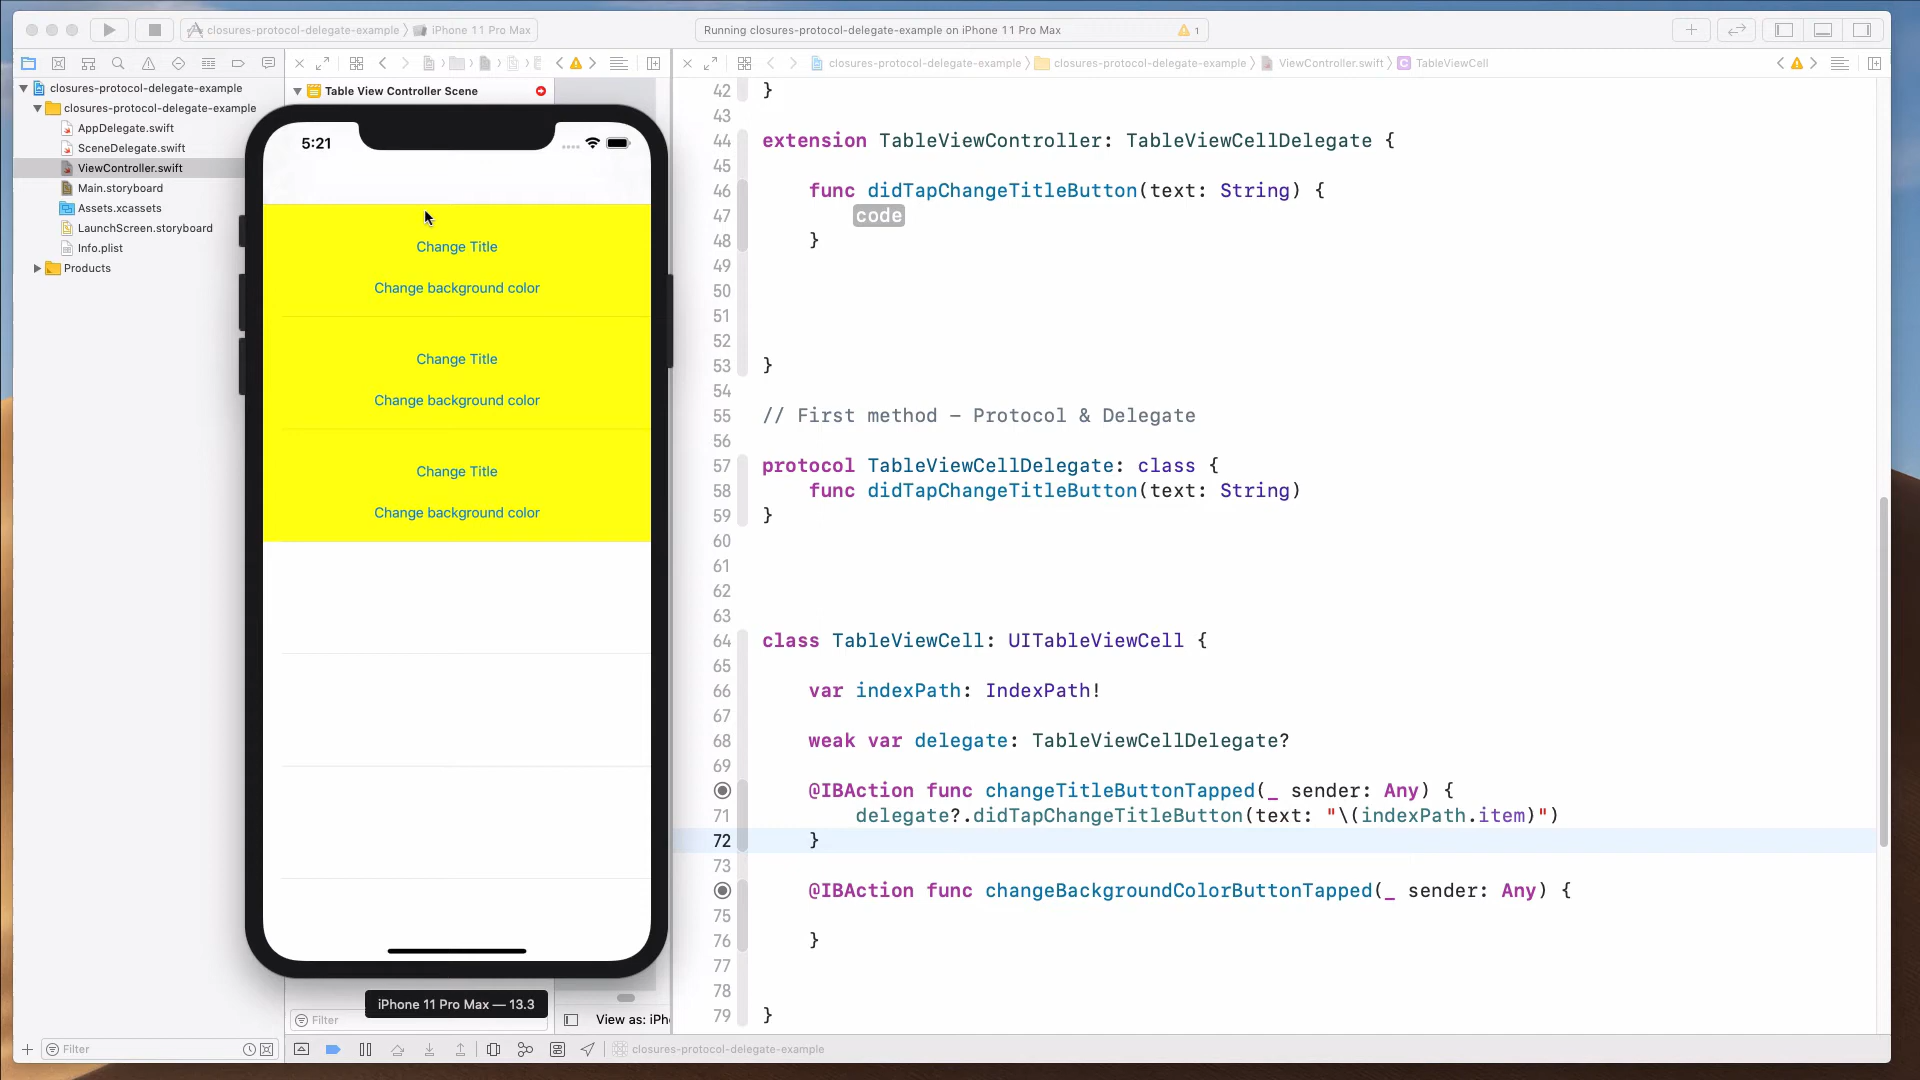 closures-protocol-delegate-example
iPhone 11 Pro Max
Running closures-protocol-delegate-example on iPhone 11 Pro Max
1
closures-protocol-delegate-example
closures-protocol-delegate-example
AppDelegate.swift
SceneDelegate.swift
ViewController.swift
Main.storyboard
Assets.xcassets
LaunchScreen.storyboard
Info.plist
Products
Filter
Table View Controller Scene
5:21
Change Title
Change background color
Change Title
Change background color
Change Title
Change background color
iPhone 11 Pro Max — 13.3
Filter
View as: iPh
closures-protocol-delegate-example
closures-protocol-delegate-example
closures-protocol-delegate-example
ViewController.swift
TableViewCell
42 }
43
44 extension TableViewController: TableViewCellDelegate {
45
46 func didTapChangeTitleButton(text: String) {
47 code
48 }
49
50
51
52
53 }
54
55 // First method – Protocol & Delegate
56
57 protocol TableViewCellDelegate: class {
58 func didTapChangeTitleButton(text: String)
59 }
60
61
62
63
64 class TableViewCell: UITableViewCell {
65
66 var indexPath: IndexPath!
67
68 weak var delegate: TableViewCellDelegate?
69
@IBAction func changeTitleButtonTapped(_ sender: Any) {
71 delegate?.didTapChangeTitleButton(text: "\(indexPath.item)")
72 }
73
@IBAction func changeBackgroundColorButtonTapped(_ sender: Any) {
75
76 }
77
78
79 }